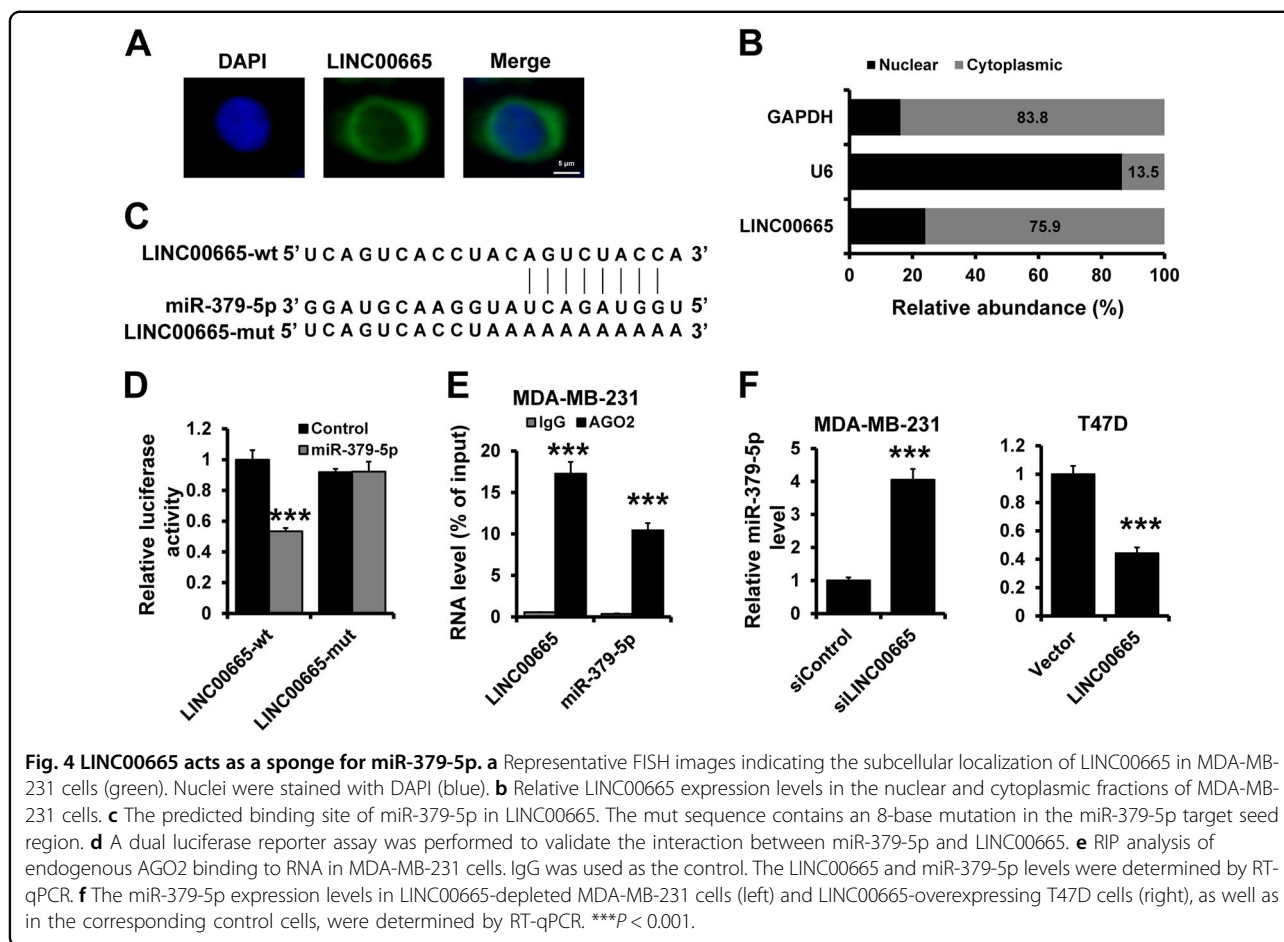 A
DAPI
LINC00665
Merge
5 µm
B
Nuclear Cytoplasmic
GAPDH
83.8
U6
13.5
LINC00665
75.9
0 20 40 60 80 100
Relative abundance (%)
C
LINC00665-wt 5’ U C A G U C A C C U A C A G U C U A C C A 3’
miR-379-5p 3’ G G A U G C A A G G U A U C A G A U G G U 5’
LINC00665-mut 5’ U C A G U C A C C U A A A A A A A A A A A 3’
D
Control
miR-379-5p
Relative luciferase activity
1.2
1
0.8
0.6
0.4
0.2
0
***
LINC00665-wt
LINC00665-mut
E
MDA-MB-231
IgG AGO2
RNA level (% of input)
20
15
10
5
0
***
***
LINC00665
miR-379-5p
F
MDA-MB-231
Relative miR-379-5p level
5
4
3
2
1
0
***
siControl
siLINC00665
T47D
1.2
1
0.8
0.6
0.4
0.2
0
***
Vector
LINC00665
Fig. 4 LINC00665 acts as a sponge for miR-379-5p. a Representative FISH images indicating the subcellular localization of LINC00665 in MDA-MB-
231 cells (green). Nuclei were stained with DAPI (blue). b Relative LINC00665 expression levels in the nuclear and cytoplasmic fractions of MDA-MB-
231 cells. c The predicted binding site of miR-379-5p in LINC00665. The mut sequence contains an 8-base mutation in the miR-379-5p target seed
region. d A dual luciferase reporter assay was performed to validate the interaction between miR-379-5p and LINC00665. e RIP analysis of
endogenous AGO2 binding to RNA in MDA-MB-231 cells. IgG was used as the control. The LINC00665 and miR-379-5p levels were determined by RT-
qPCR. f The miR-379-5p expression levels in LINC00665-depleted MDA-MB-231 cells (left) and LINC00665-overexpressing T47D cells (right), as well as
in the corresponding control cells, were determined by RT-qPCR. ***P < 0.001.